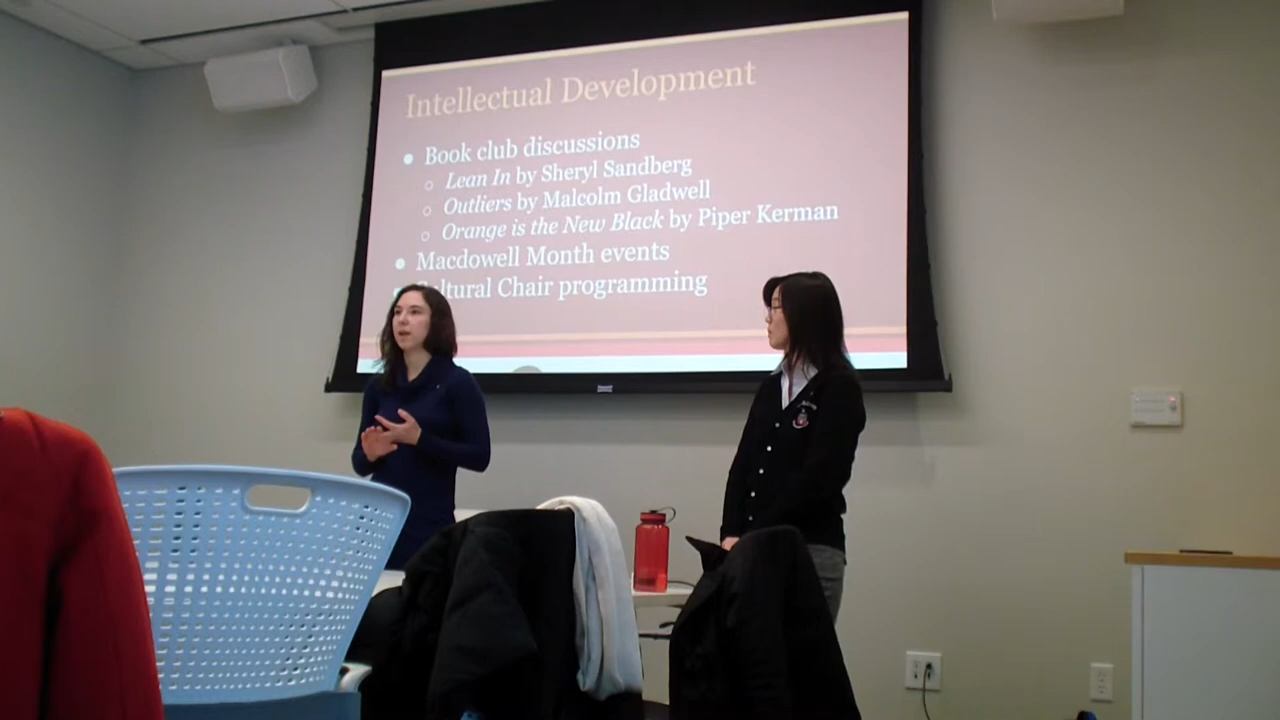 Intellectual Development
● Book club discussions
○ Lean In by Sheryl Sandberg
○ Outliers by Malcolm Gladwell
○ Orange is the New Black by Piper Kerman
● Macdowell Month events
Chair programming